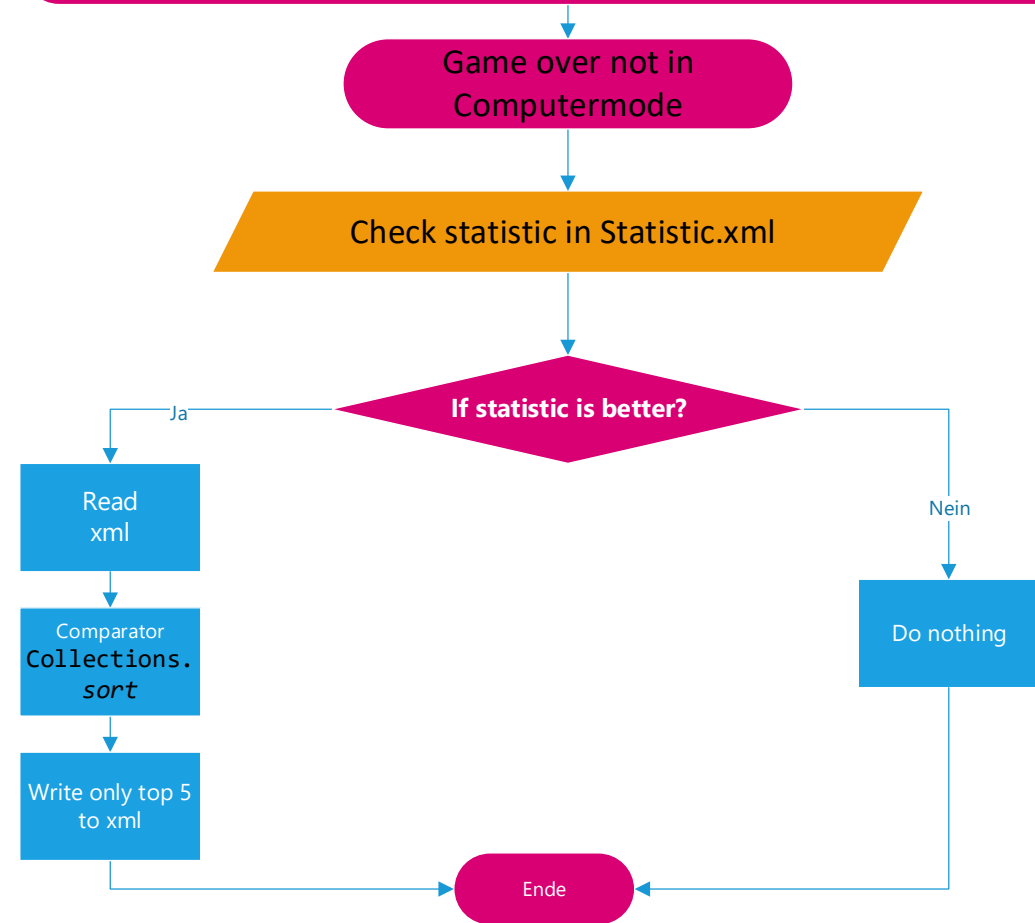 Game over not in
Computermode
Check statistic in Statistic.xml
If statistic is better?
Ja
Read
xml
Nein
Comparator
Collections.
sort
Do nothing
Write only top 5
to xml
Ende